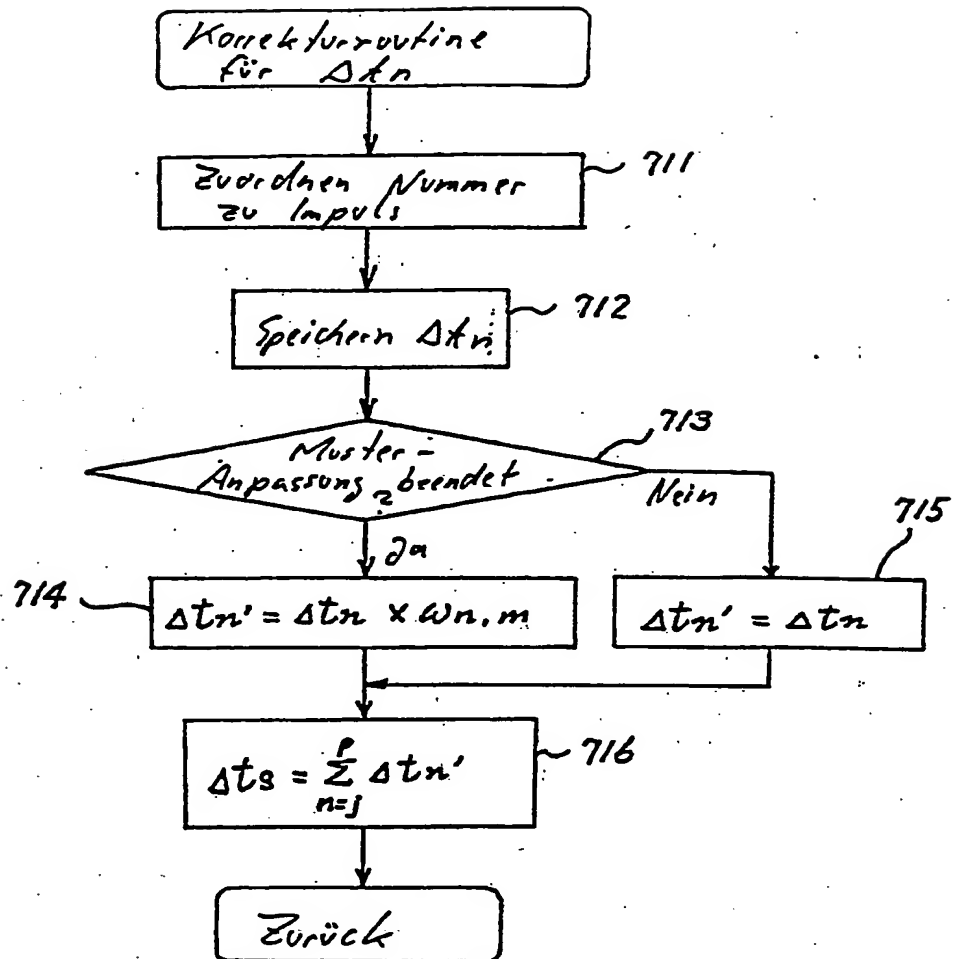 Korrekturroutine
für Δtn
Zuordnen Nummer
zu Impuls
711
Speichern Δtn
712
Muster-
Anpassung beendet
?
713
Nein
Ja
714
Δtn' = Δtn × ωn,m
715
Δtn' = Δtn
Δts = Σ Δtn'
p
n=j
716
Zurück